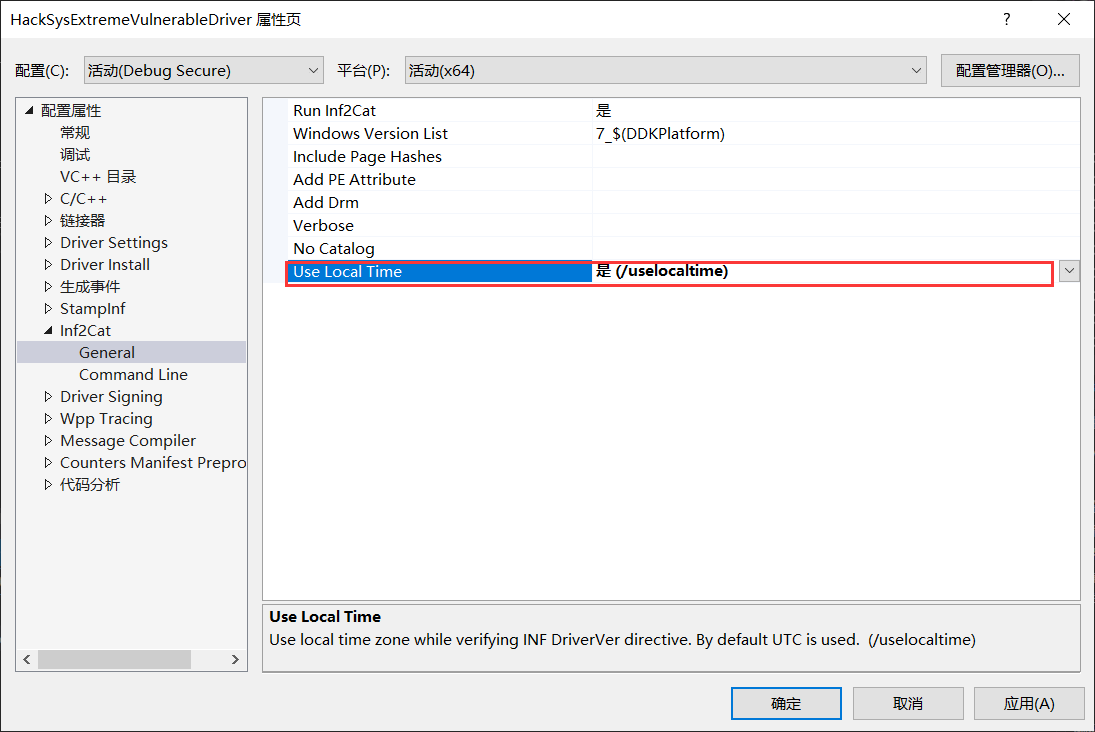 HackSysExtremeVulnerableDriver 属性页
配置(C): 活动(Debug Secure) 平台(P): 活动(x64) 配置管理器(O)...
配置属性
常规
调试
VC++ 目录
C/C++
链接器
Driver Settings
Driver Install
生成事件
StampInf
Inf2Cat
General
Command Line
Driver Signing
Wpp Tracing
Message Compiler
Counters Manifest Prepro
代码分析
Run Inf2Cat 是
Windows Version List 7_$(DDKPlatform)
Include Page Hashes
Add PE Attribute
Add Drm
Verbose
No Catalog
Use Local Time 是 (/uselocaltime)
Use Local Time
Use local time zone while verifying INF DriverVer directive. By default UTC is used.  (/uselocaltime)
确定 取消 应用(A)